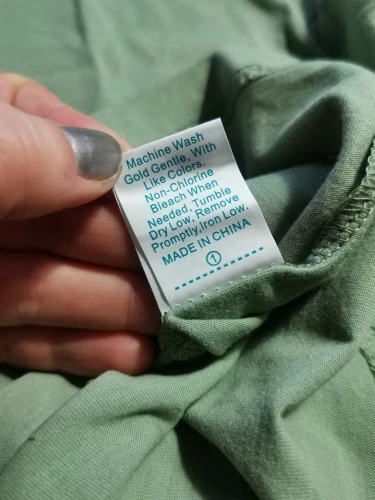 Machine Wash
Gold Gentle, With
Like Colors.
Non-Chlorine
Bleach When
Needed, Tumble
Dry Low, Remove
Promptly,Iron Low.
MADE IN CHINA
①